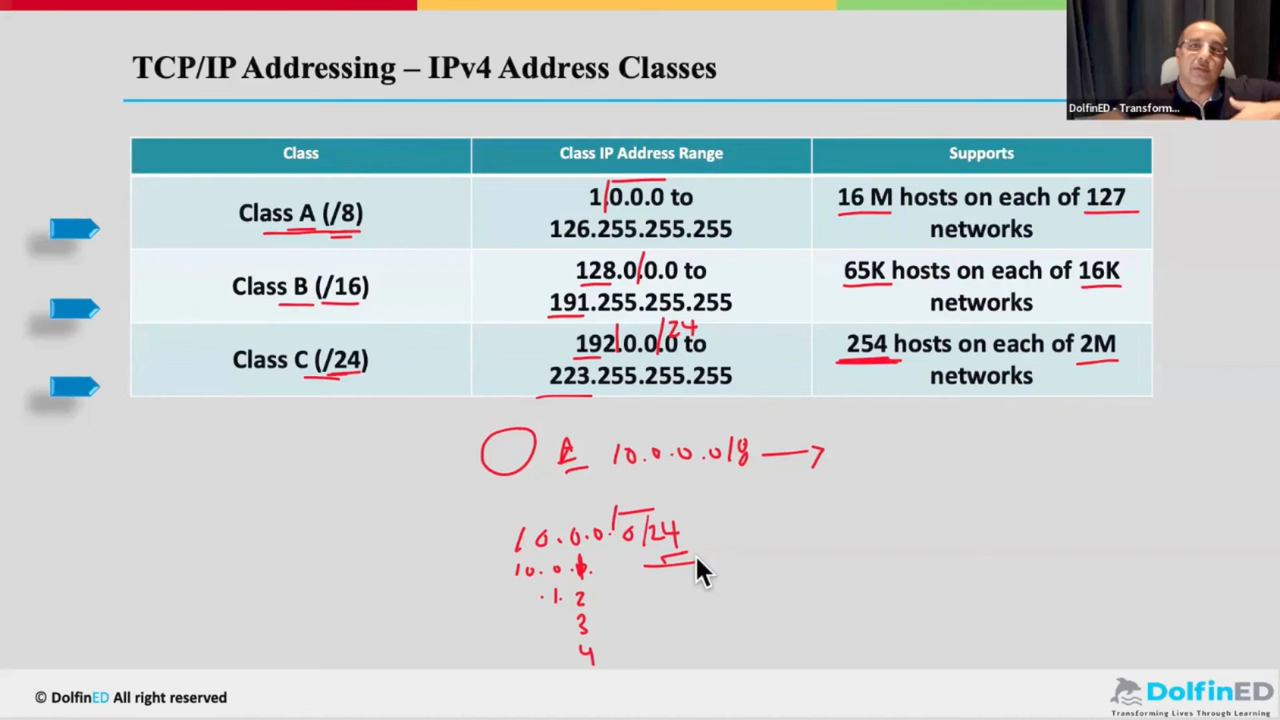 TCP/IP Addressing – IPv4 Address Classes
DolfinED - Transform...
Class
Class IP Address Range
Supports
Class A (/8)
1.0.0.0 to
126.255.255.255
16 M hosts on each of 127
networks
Class B (/16)
128.0.0.0 to
191.255.255.255
65K hosts on each of 16K
networks
/24
Class C (/24)
192.0.0.0 to
223.255.255.255
254 hosts on each of 2M
networks
A 10.0.0.0/8
10.0.0.0/24
10.0.1.
.1.2
3
4
© DolfinED All right reserved
DolfinED
Transforming Lives Through Learning